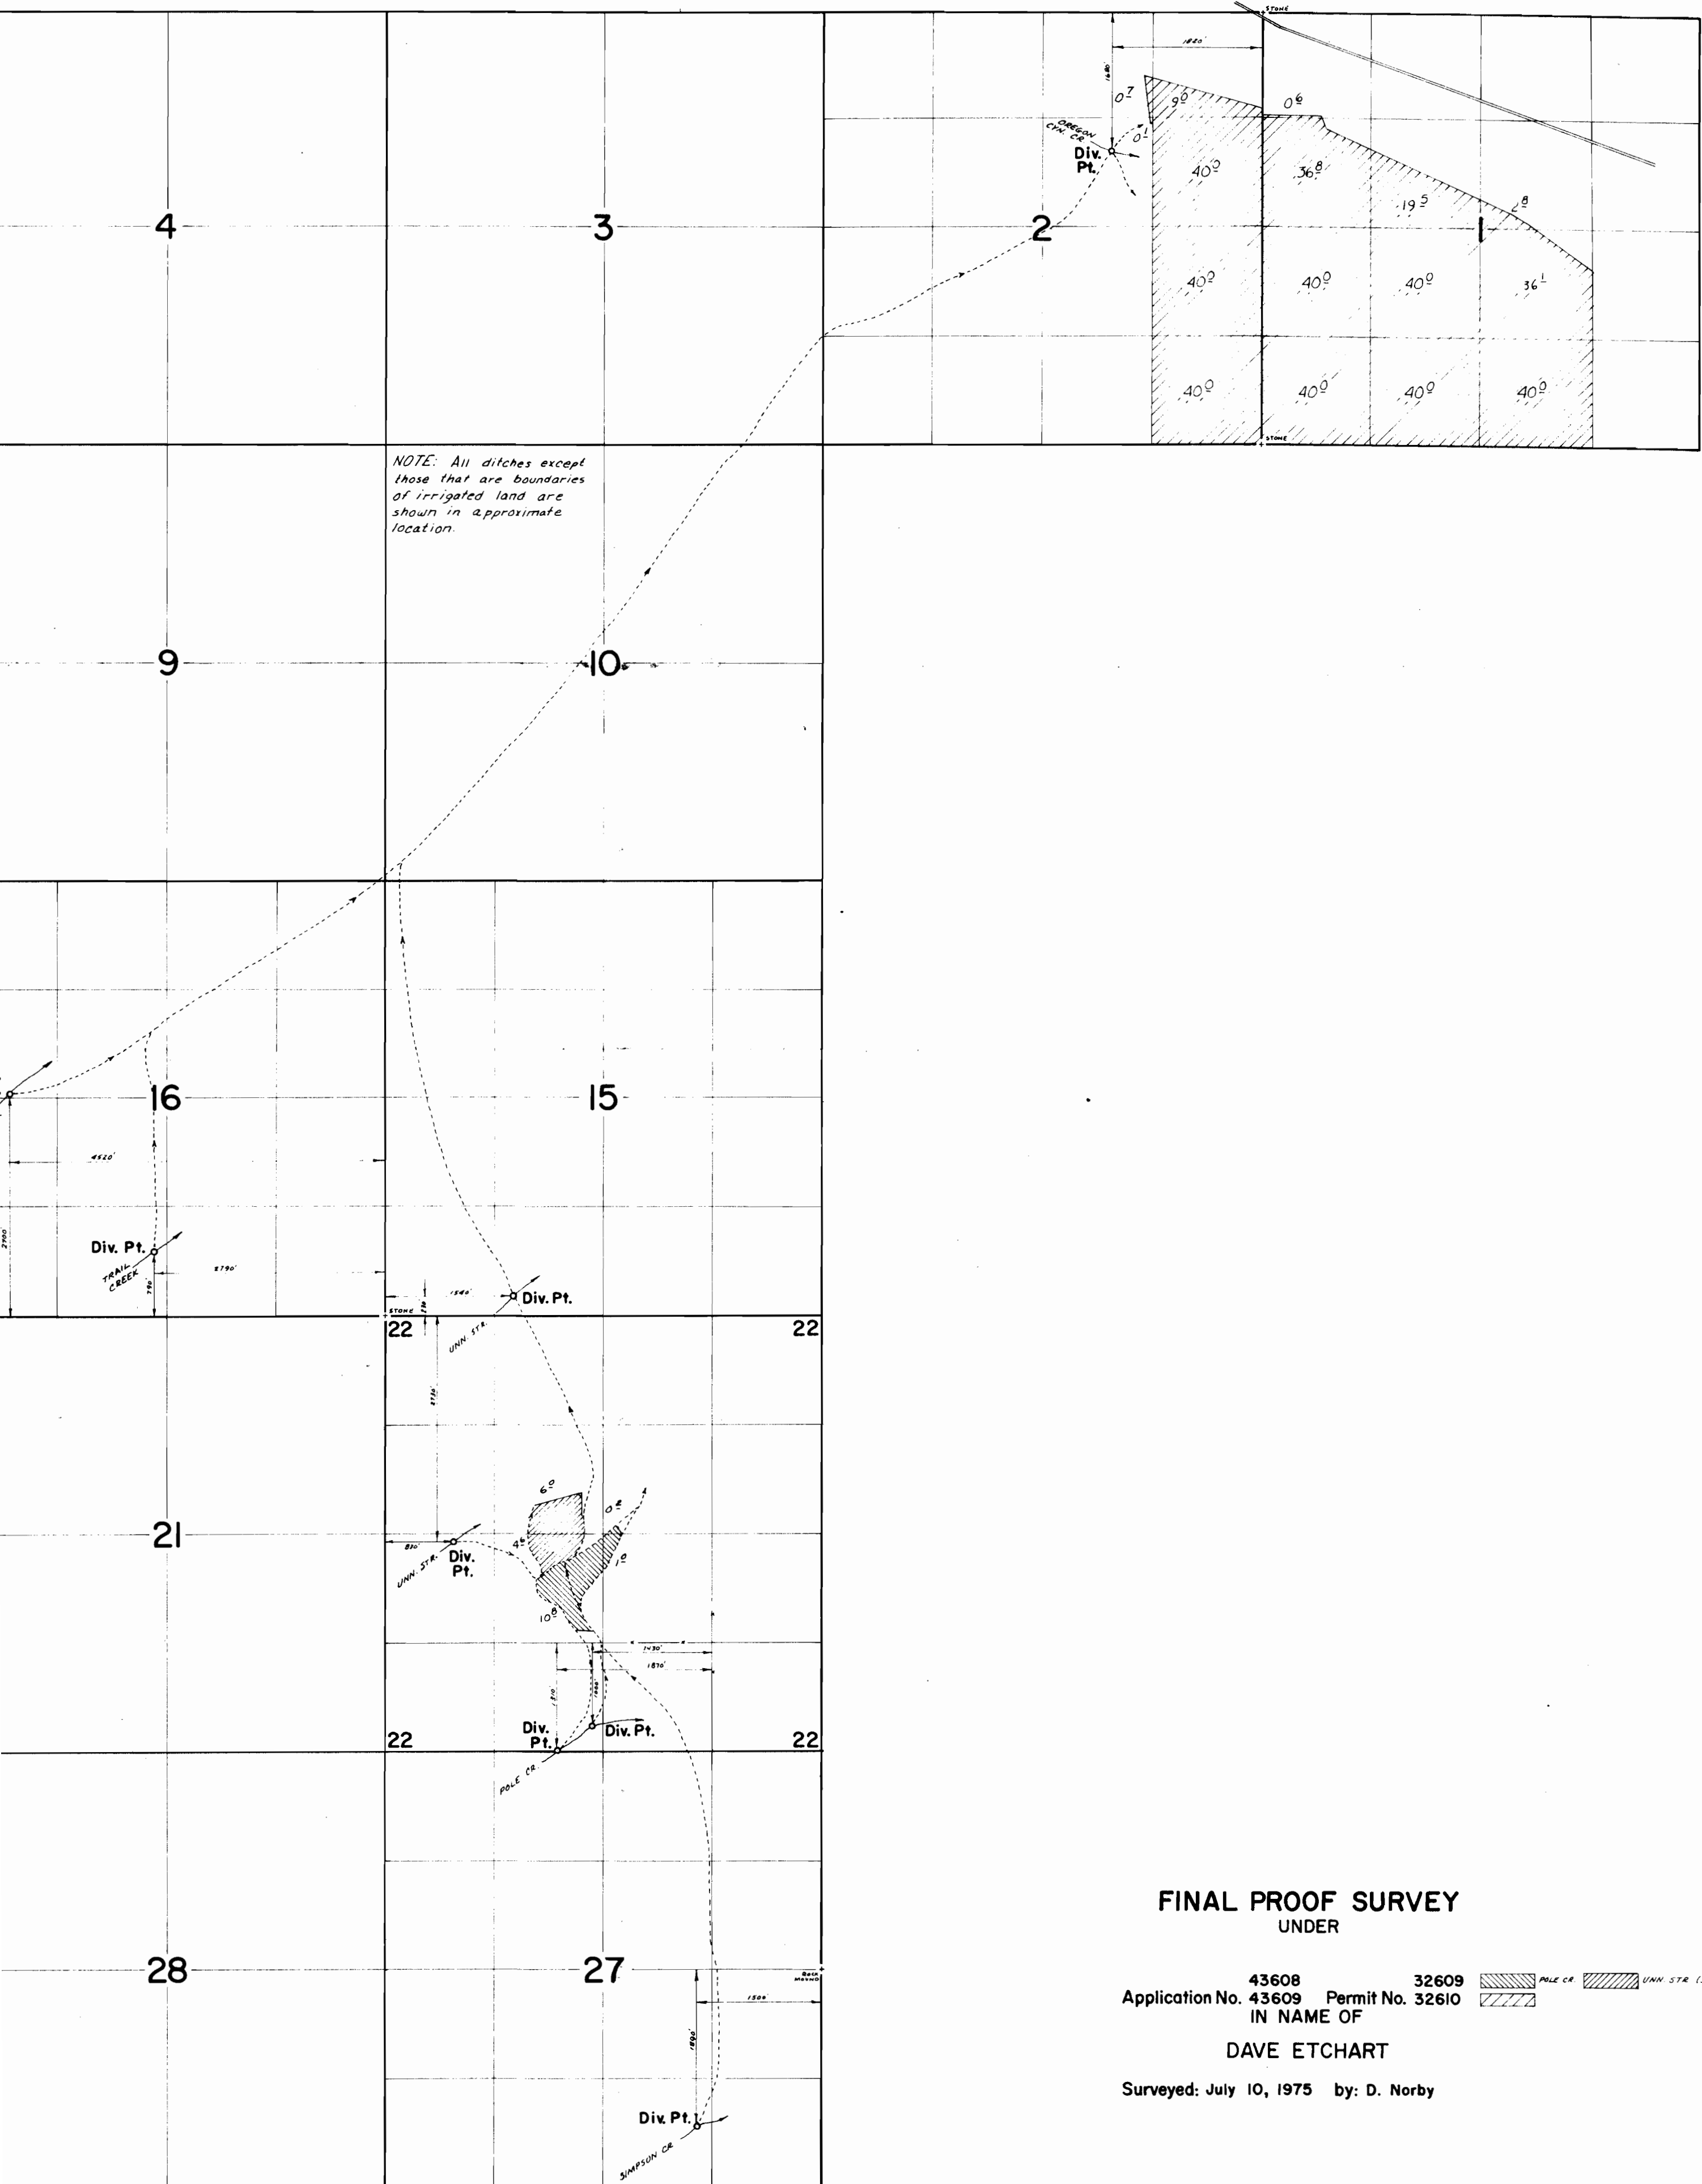 STONE
1820'
1680'
0 7
9 0
0 6
OREGON
CYN. CR.
0 1
Div.
Pt.
40 0
36 8
19 5
2 8
4
3
2
1
40 0
40 0
40 0
36 1
40 0
40 0
40 0
40 0
STONE
NOTE: All ditches except
those that are boundaries
of irrigated land are
shown in approximate
location.
9
10
16
15
4520'
2700'
Div. Pt.
TRAIL
CREEK
2790'
790'
1540'
Div. Pt.
STONE
22
22
UNN. STR.
2730'
6 0
0 2
21
820'
4 6
UNN. STR.
Div.
Pt.
1 0
10 8
1430'
1870'
1310'
Div.
Pt.
Div. Pt.
22
22
POLE CR.
28
27
ROCK
MOUND
1500'
1890'
Div. Pt.
SIMPSON CR
FINAL PROOF SURVEY
UNDER
43608 32609 POLE CR. UNN. STR
Application No. 43609 Permit No. 32610
IN NAME OF
DAVE ETCHART
Surveyed: July 10, 1975 by: D. Norby